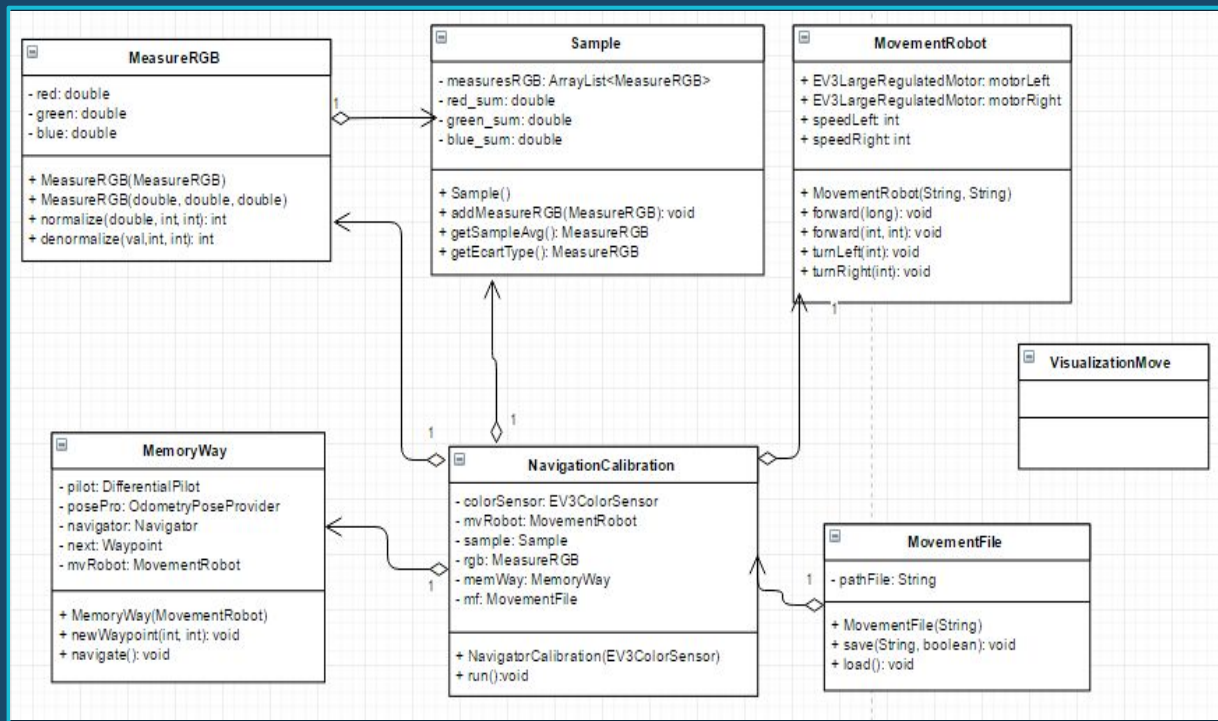 MeasureRGB
- red: double
- green: double
- blue: double
+ MeasureRGB(MeasureRGB)
+ MeasureRGB(double, double, double)
+ normalize(double, int, int): int
+ denormalize(val,int, int): int
1
Sample
- measuresRGB: ArrayList<MeasureRGB>
- red_sum: double
- green_sum: double
- blue_sum: double
+ Sample()
+ addMeasureRGB(MeasureRGB): void
+ getSampleAvg(): MeasureRGB
+ getEcartType(): MeasureRGB
MovementRobot
+ EV3LargeRegulatedMotor: motorLeft
+ EV3LargeRegulatedMotor: motorRight
+ speedLeft: int
+ speedRight: int
+ MovementRobot(String, String)
+ forward(long): void
+ forward(int, int): void
+ turnLeft(int): void
+ turnRight(int): void
1
VisualizationMove
MemoryWay
- pilot: DifferentialPilot
- posePro: OdometryPoseProvider
- navigator: Navigator
- next: Waypoint
- mvRobot: MovementRobot
+ MemoryWay(MovementRobot)
+ newWaypoint(int, int): void
+ navigate(): void
1
1
1
NavigationCalibration
- colorSensor: EV3ColorSensor
- mvRobot: MovementRobot
- sample: Sample
- rgb: MeasureRGB
- memWay: MemoryWay
- mf: MovementFile
+ NavigatorCalibration(EV3ColorSensor)
+ run():void
1
MovementFile
- pathFile: String
+ MovementFile(String)
+ save(String, boolean): void
+ load(): void